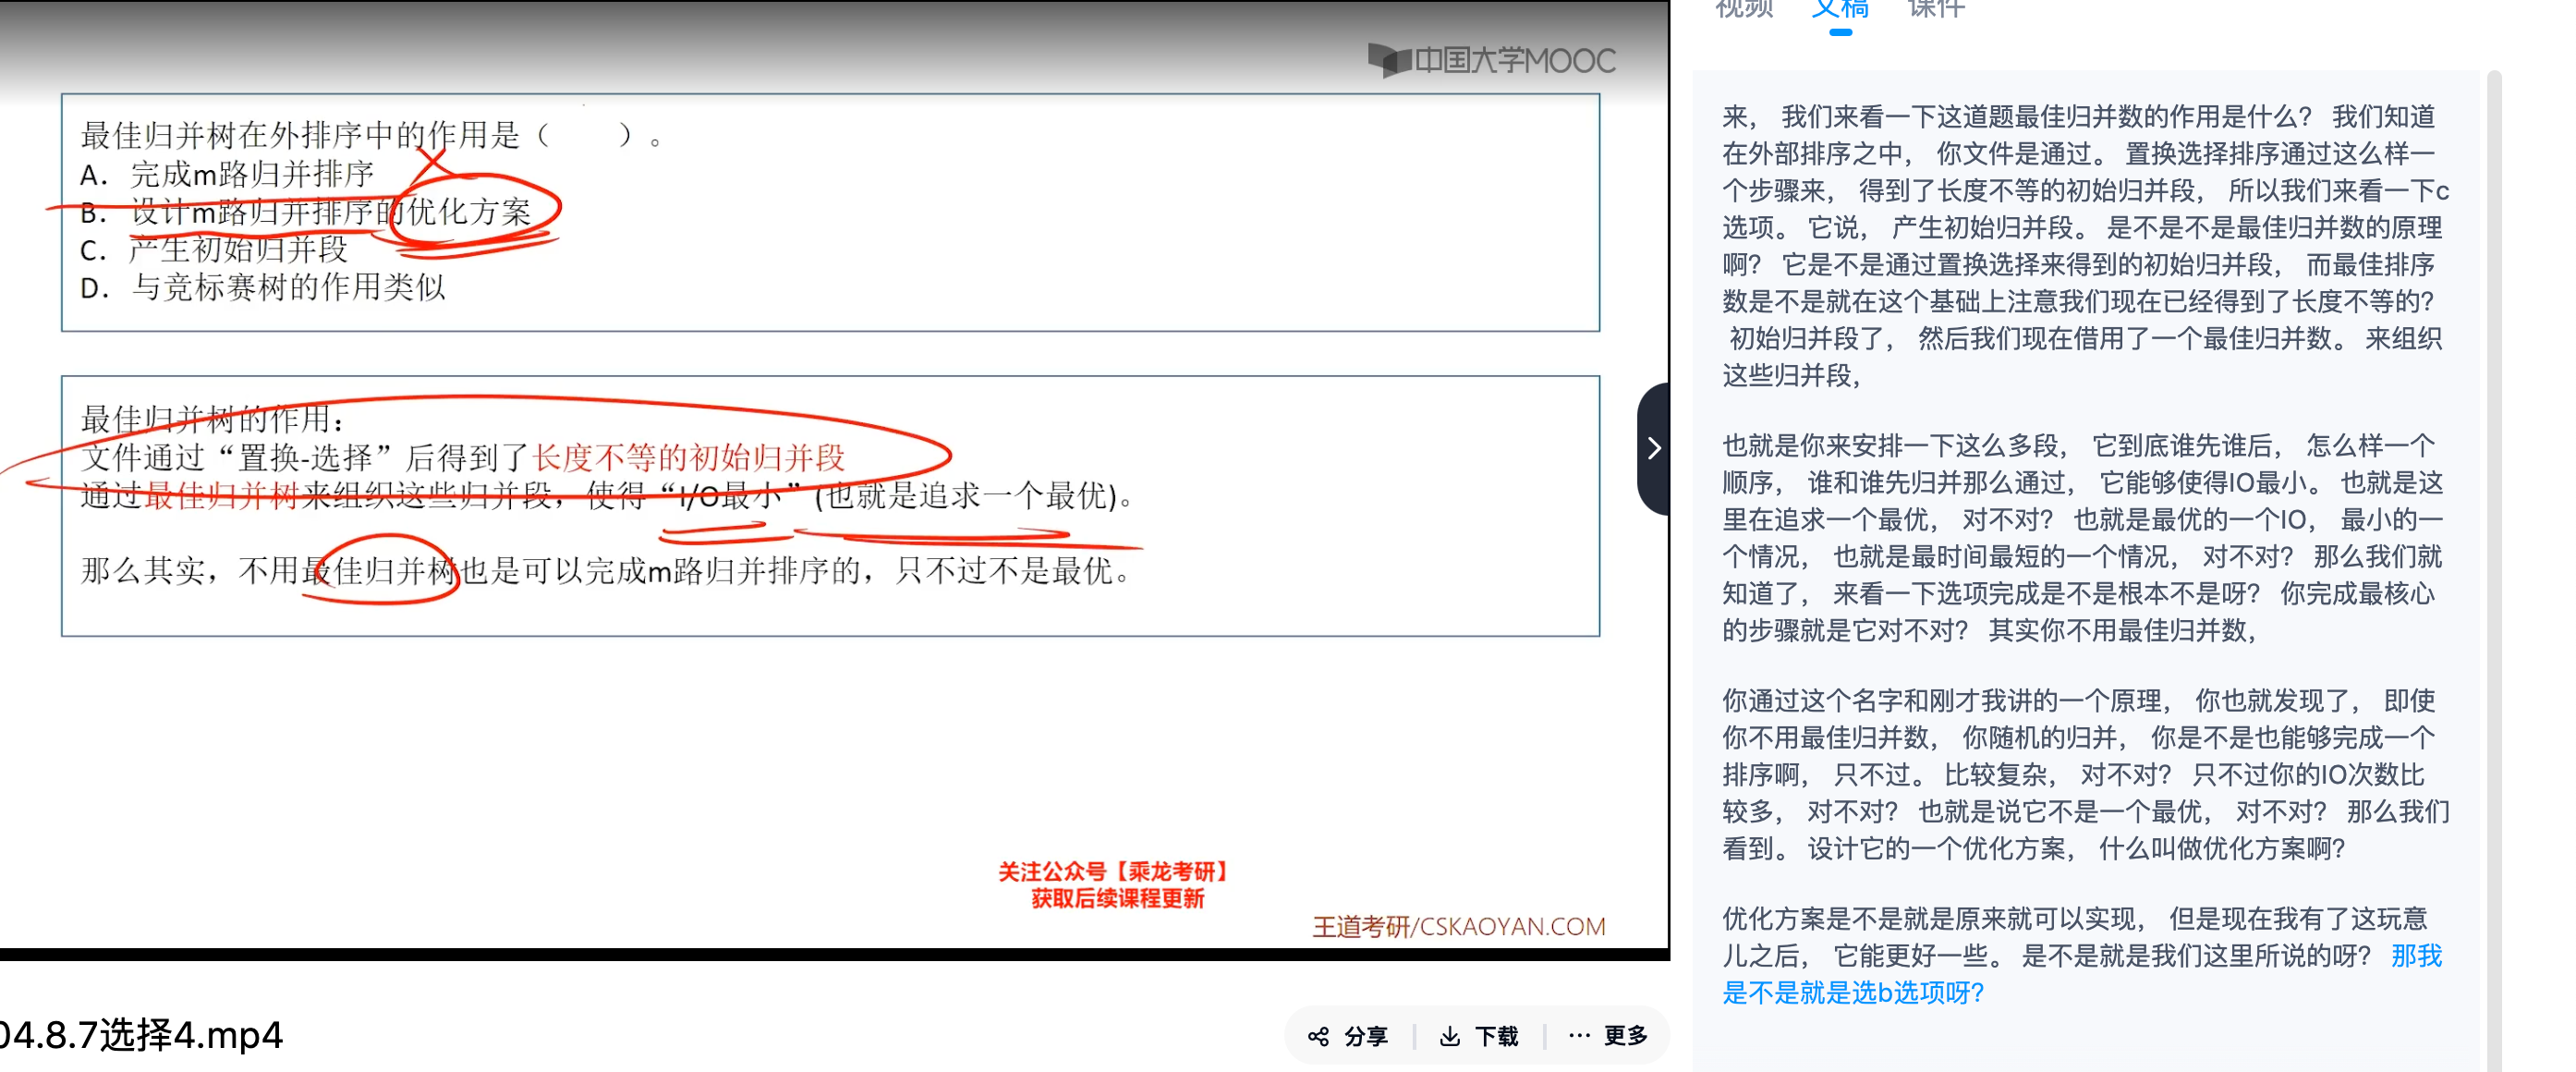 中国大学MOOC
最佳归并树在外排序中的作用是（　　）。
A. 完成m路归并排序
B. 设计m路归并排序的优化方案
C. 产生初始归并段
D. 与竞标赛树的作用类似
最佳归并树的作用：
文件通过“置换-选择”后得到了长度不等的初始归并段
通过最佳归并树来组织这些归并段，使得“I/O最小”(也就是追求一个最优)。
那么其实，不用最佳归并树也是可以完成m路归并排序的，只不过不是最优。
关注公众号【乘龙考研】
获取后续课程更新
王道考研/CSKAOYAN.COM
04.8.7选择4.mp4
分享
下载
更多
视频 文稿 课件
来， 我们来看一下这道题最佳归并数的作用是什么？ 我们知道
在外部排序之中， 你文件是通过。 置换选择排序通过这么样一
个步骤来， 得到了长度不等的初始归并段， 所以我们来看一下c
选项。 它说， 产生初始归并段。 是不是不是最佳归并数的原理
啊？ 它是不是通过置换选择来得到的初始归并段， 而最佳排序
数是不是就在这个基础上注意我们现在已经得到了长度不等的？
初始归并段了， 然后我们现在借用了一个最佳归并数。 来组织
这些归并段，
也就是你来安排一下这么多段， 它到底谁先谁后， 怎么样一个
顺序， 谁和谁先归并那么通过， 它能够使得IO最小。 也就是这
里在追求一个最优， 对不对？ 也就是最优的一个IO， 最小的一
个情况， 也就是最时间最短的一个情况， 对不对？ 那么我们就
知道了， 来看一下选项完成是不是根本不是呀？ 你完成最核心
的步骤就是它对不对？ 其实你不用最佳归并数，
你通过这个名字和刚才我讲的一个原理， 你也就发现了， 即使
你不用最佳归并数， 你随机的归并， 你是不是也能够完成一个
排序啊， 只不过。 比较复杂， 对不对？ 只不过你的IO次数比
较多， 对不对？ 也就是说它不是一个最优， 对不对？ 那么我们
看到。 设计它的一个优化方案， 什么叫做优化方案啊？
优化方案是不是就是原来就可以实现， 但是现在我有了这玩意
儿之后， 它能更好一些。 是不是就是我们这里所说的呀？ 那我
是不是就是选b选项呀？